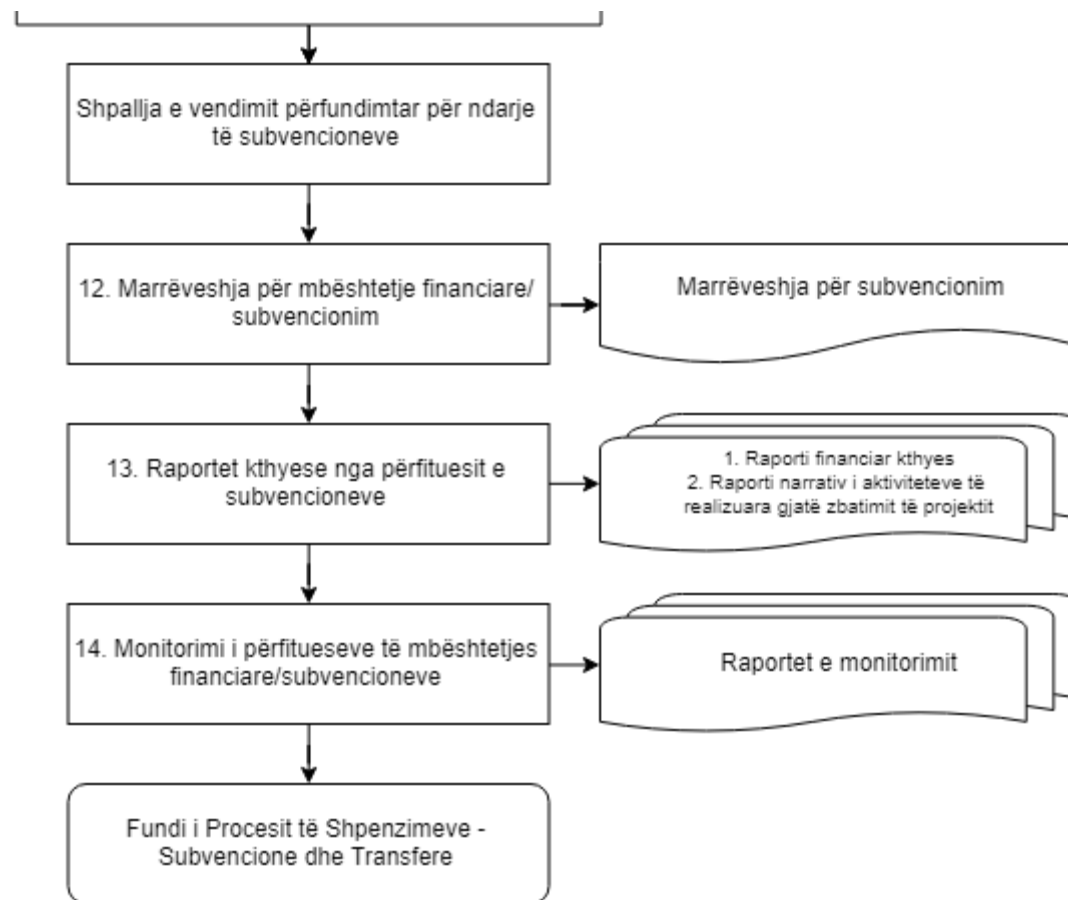 Shpallja e vendimit përfundimtar për ndarje
të subvencioneve
12. Marrëveshja për mbështetje financiare/
subvencionim
Marrëveshja për subvencionim
13. Raportet kthyese nga përfituesit e
subvencioneve
1. Raporti financiar kthyes
2. Raporti narrativ i aktiviteteve të
realizuara gjatë zbatimit të projektit
14. Monitorimi i përfitueseve të mbështetjes
financiare/subvencioneve
Raportet e monitorimit
Fundi i Procesit të Shpenzimeve -
Subvencione dhe Transfere